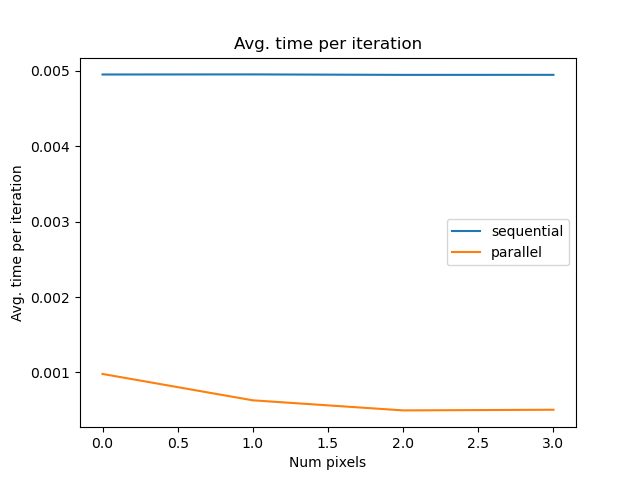 Avg. time per iteration
Avg. time per iteration
0.005
0.004
0.003
0.002
0.001
sequential
parallel
0.0 0.5 1.0 1.5 2.0 2.5 3.0
Num pixels